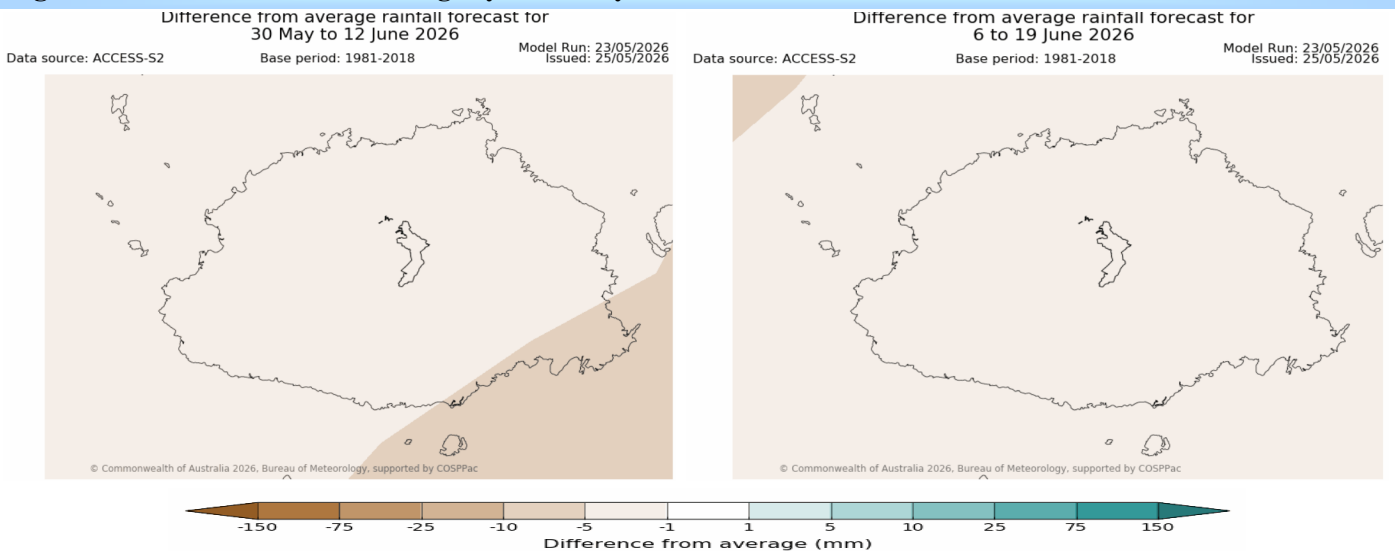 Difference from average rainfall forecast for
30 May to 12 June 2026
Model Run: 23/05/2026
Data source: ACCESS-S2 Base period: 1981-2018 Issued: 25/05/2026
© Commonwealth of Australia 2026, Bureau of Meteorology, supported by COSPPac
Difference from average rainfall forecast for
6 to 19 June 2026
Model Run: 23/05/2026
Data source: ACCESS-S2 Base period: 1981-2018 Issued: 25/05/2026
© Commonwealth of Australia 2026, Bureau of Meteorology, supported by COSPPac
-150 -75 -25 -10 -5 -1 1 5 10 25 75 150
Difference from average (mm)